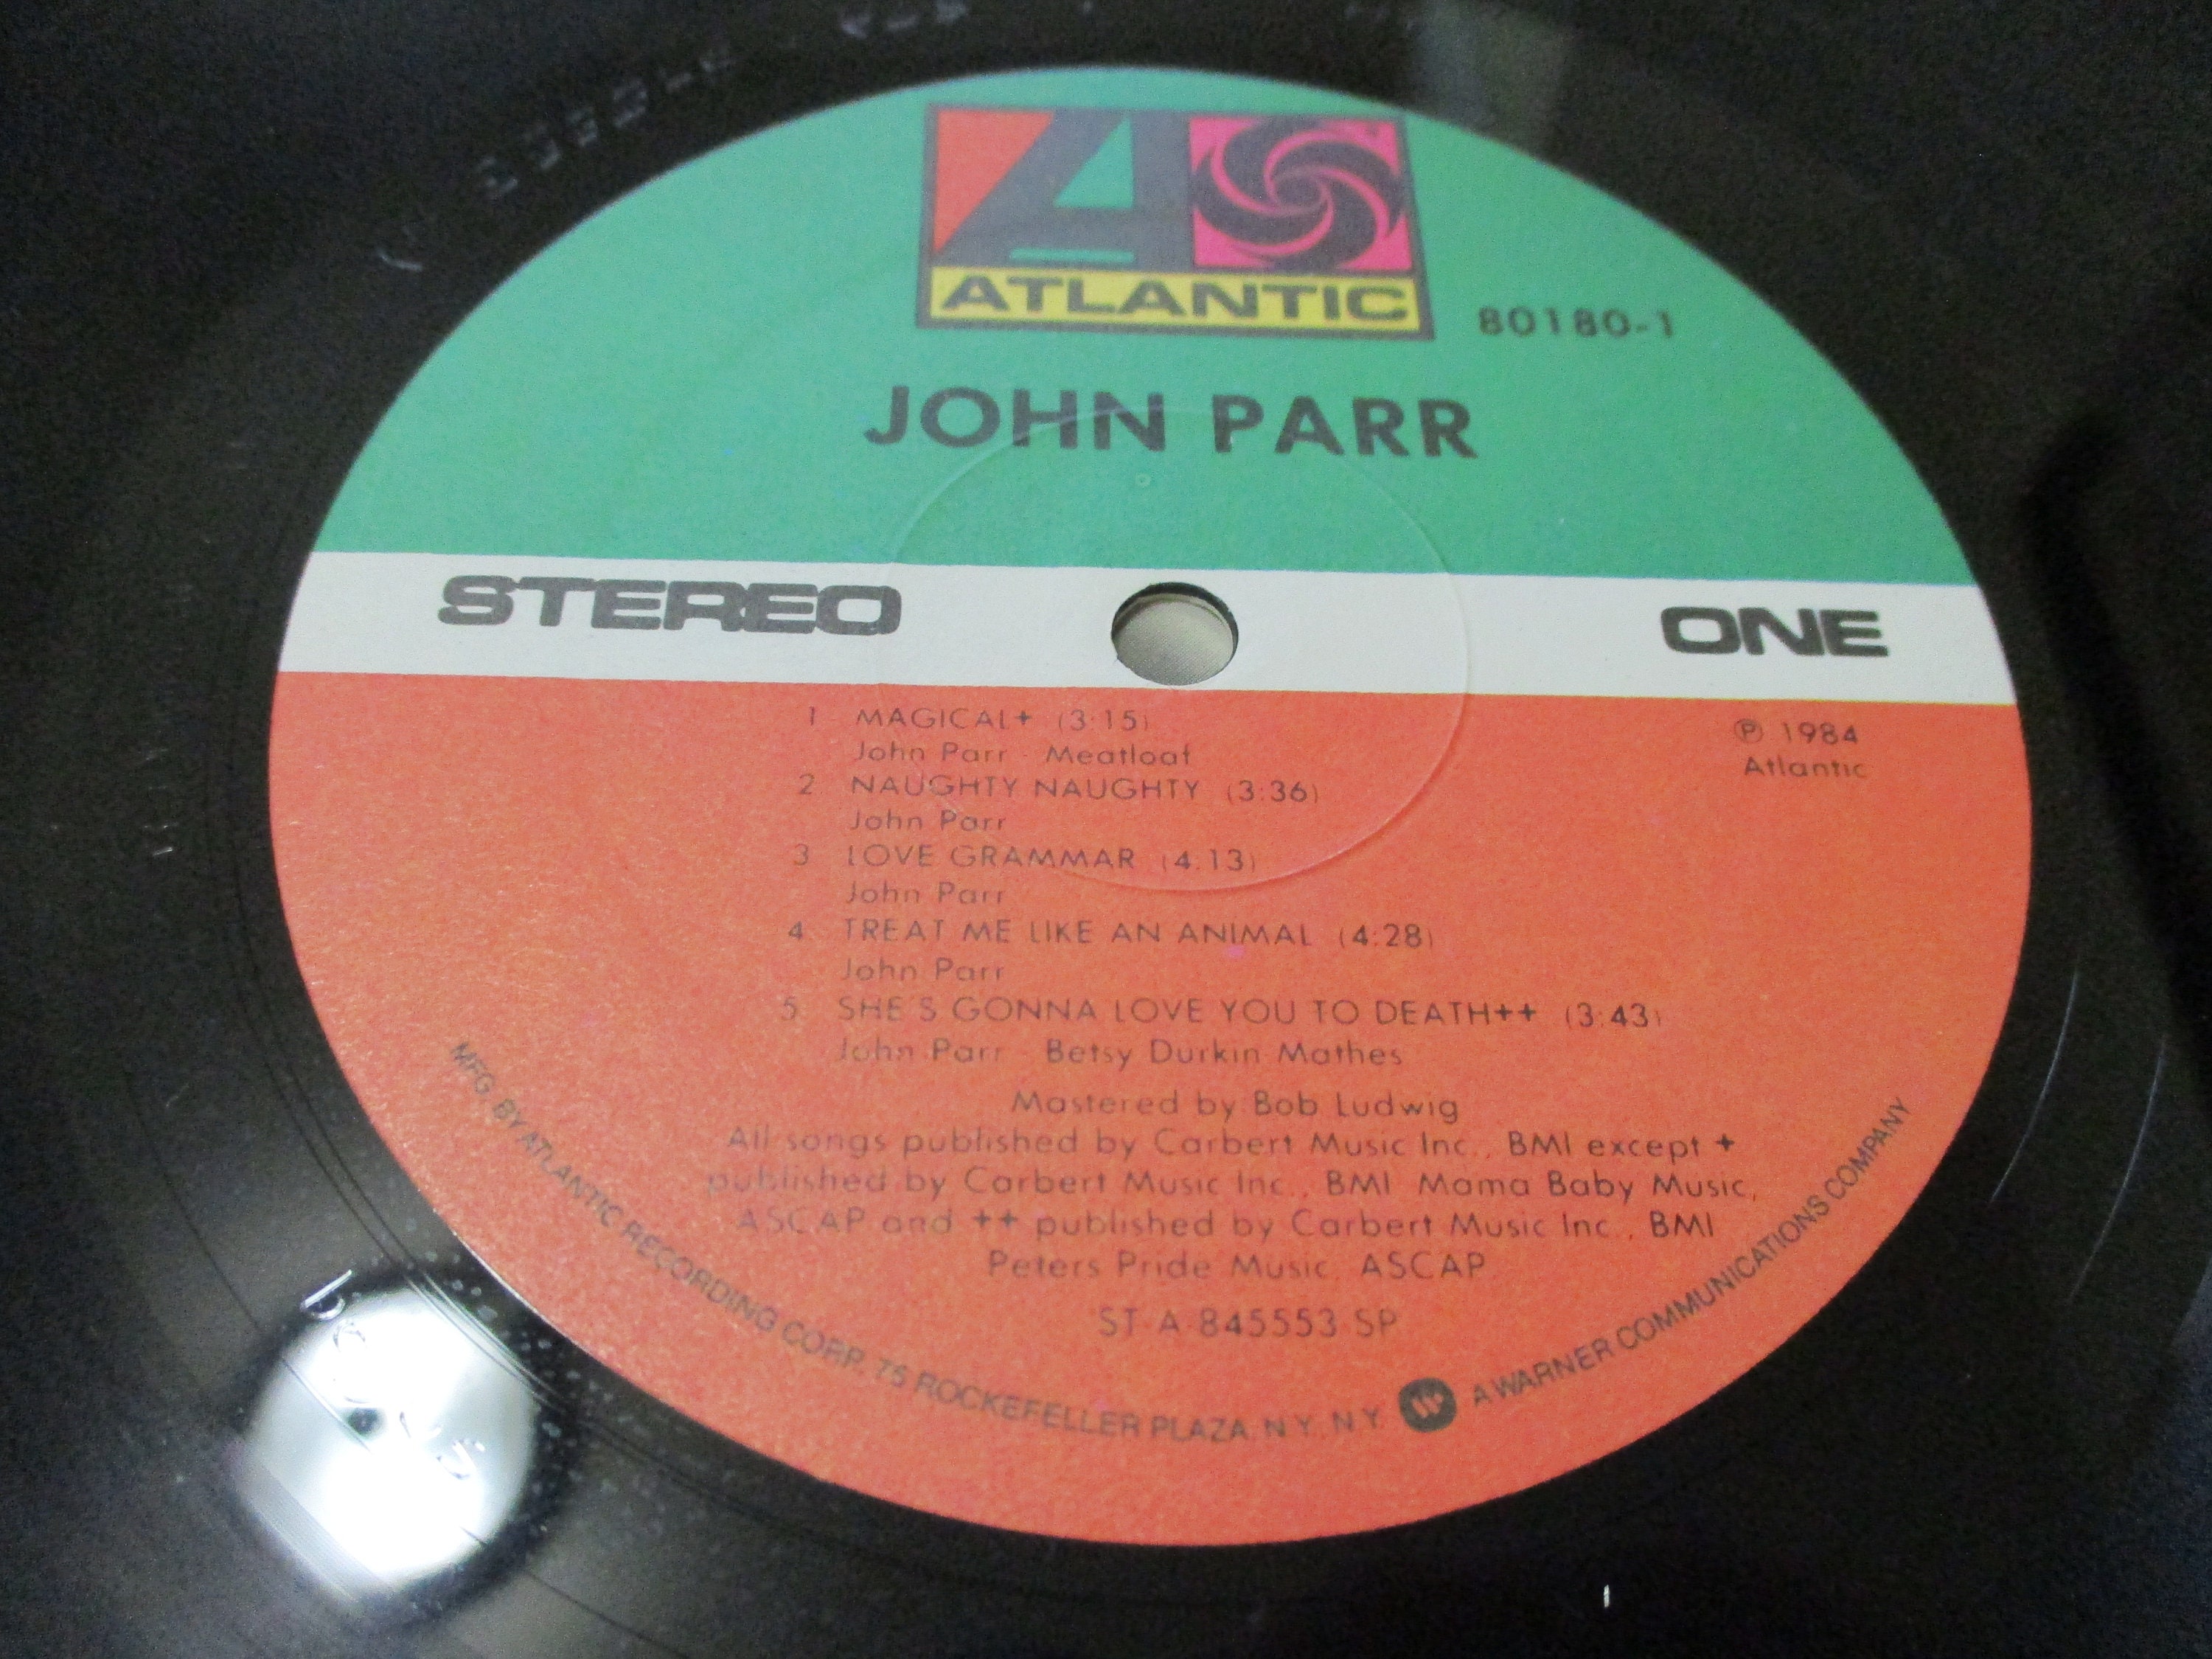 ATLANTIC
80180-1
JOHN PARR
STEREO
ONE
1 MAGICAL+ (3:15)
John Parr - Meatloaf
2 NAUGHTY NAUGHTY (3:36)
John Parr
3 LOVE GRAMMAR (4:13)
John Parr
4 TREAT ME LIKE AN ANIMAL (4:28)
John Parr
5 SHE'S GONNA LOVE YOU TO DEATH++ (3:43)
John Parr - Betsy Durkin Mathes
℗ 1984
Atlantic
Mastered by Bob Ludwig
All songs published by Carbert Music Inc., BMI except +
published by Carbert Music Inc., BMI Mama Baby Music,
ASCAP and ++ published by Carbert Music Inc., BMI
Peters Pride Music, ASCAP
ST-A-845553-SP
MFG. BY ATLANTIC RECORDING CORP. 75 ROCKEFELLER PLAZA, N.Y. N.Y. A WARNER COMMUNICATIONS COMPANY